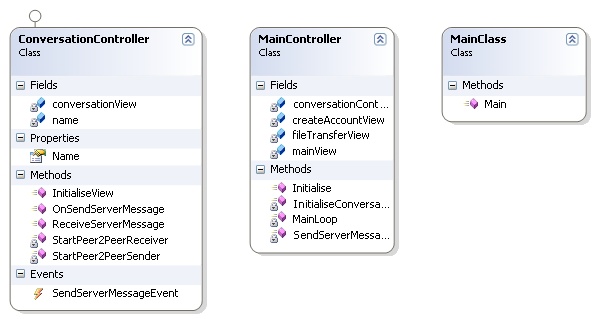 ConversationController
Class
Fields
conversationView
name
Properties
Name
Methods
InitialiseView
OnSendServerMessage
ReceiveServerMessage
StartPeer2PeerReceiver
StartPeer2PeerSender
Events
SendServerMessageEvent
MainController
Class
Fields
conversationCont...
createAccountView
fileTransferView
mainView
Methods
Initialise
InitialiseConversa...
MainLoop
SendServerMessa...
MainClass
Class
Methods
Main